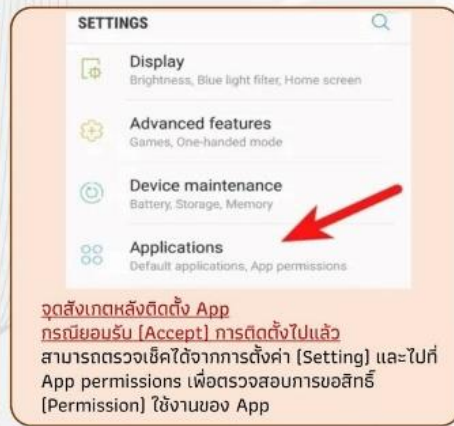 SETTINGS
Display
Brightness, Blue light filter, Home screen
Advanced features
Games, One-handed mode
Device maintenance
Battery, Storage, Memory
Applications
Default applications, App permissions
จุดสังเกตหลังติดตั้ง App
กรณียอมรับ [Accept] การติดตั้งไปแล้ว
สามารถตรวจเช็คได้จากการตั้งค่า [Setting] และไปที่
App permissions เพื่อตรวจสอบการขอสิทธิ์
[Permission] ใช้งานของ App